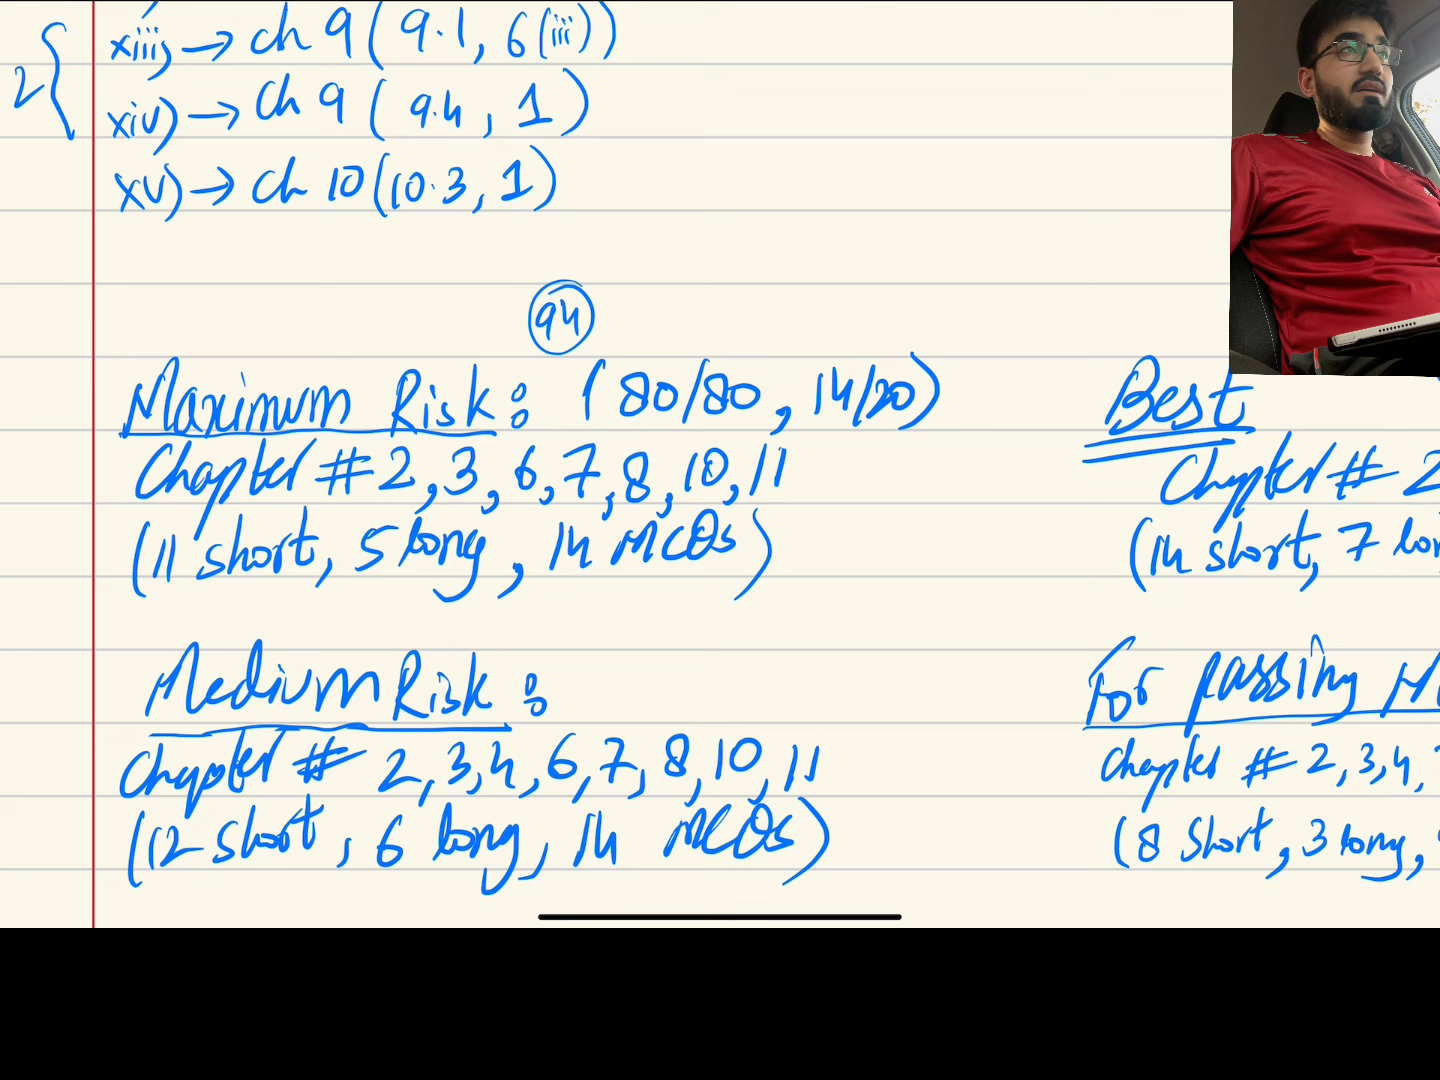 xiii) → ch 9 ( 9.1, 6(iii))
2 { xiv) → ch 9 ( 9.4, 1 )
xv) → ch 10 (10.3, 1)
94
Maximum Risk: ( 80/80, 14/20)
Chapter # 2, 3, 6, 7, 8, 10, 11
(11 short, 5 long, 14 MCQs)
Medium Risk:
Chapter # 2, 3, 4, 6, 7, 8, 10, 11
(12 short, 6 long, 14 MCQs)
Best
Chapter # 2
(14 short, 7 lon
For passing M
Chapter # 2, 3, 4,
(8 Short, 3 long,